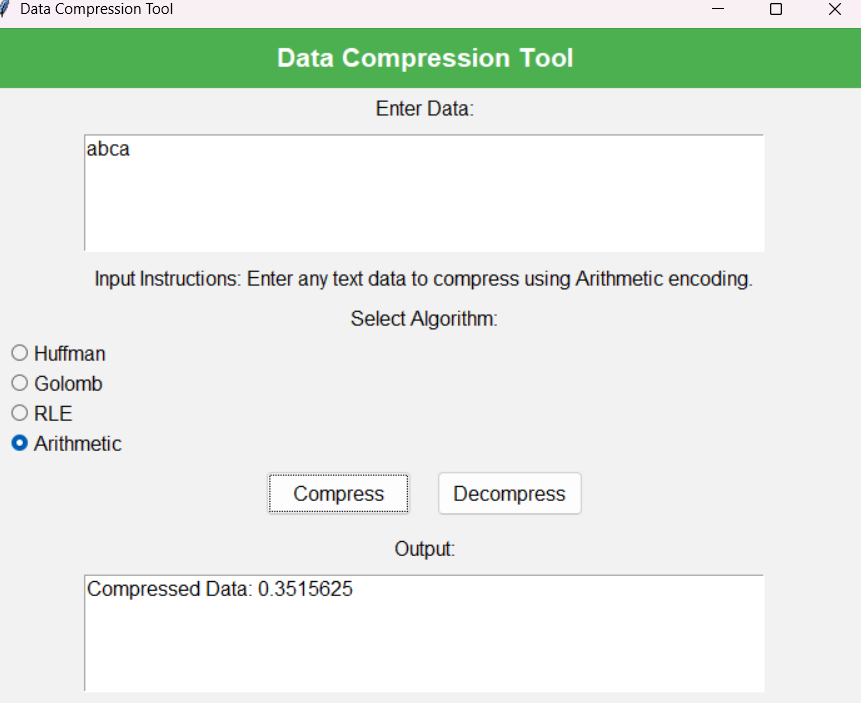 Data Compression Tool
Data Compression Tool
Enter Data:
abca
Input Instructions: Enter any text data to compress using Arithmetic encoding.
Select Algorithm:
Huffman
Golomb
RLE
Arithmetic
Compress Decompress
Output:
Compressed Data: 0.3515625